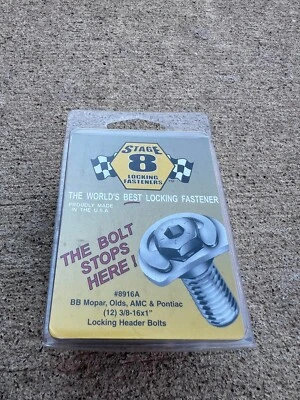 STAGE
8
LOCKING
FASTENERS
TM
THE WORLD'S BEST LOCKING FASTENER
PROUDLY MADE
IN THE U.S.A.
THE BOLT
STOPS
HERE!
#8916A
BB Mopar, Olds, AMC & Pontiac
(12) 3/8-16x1"
Locking Header Bolts